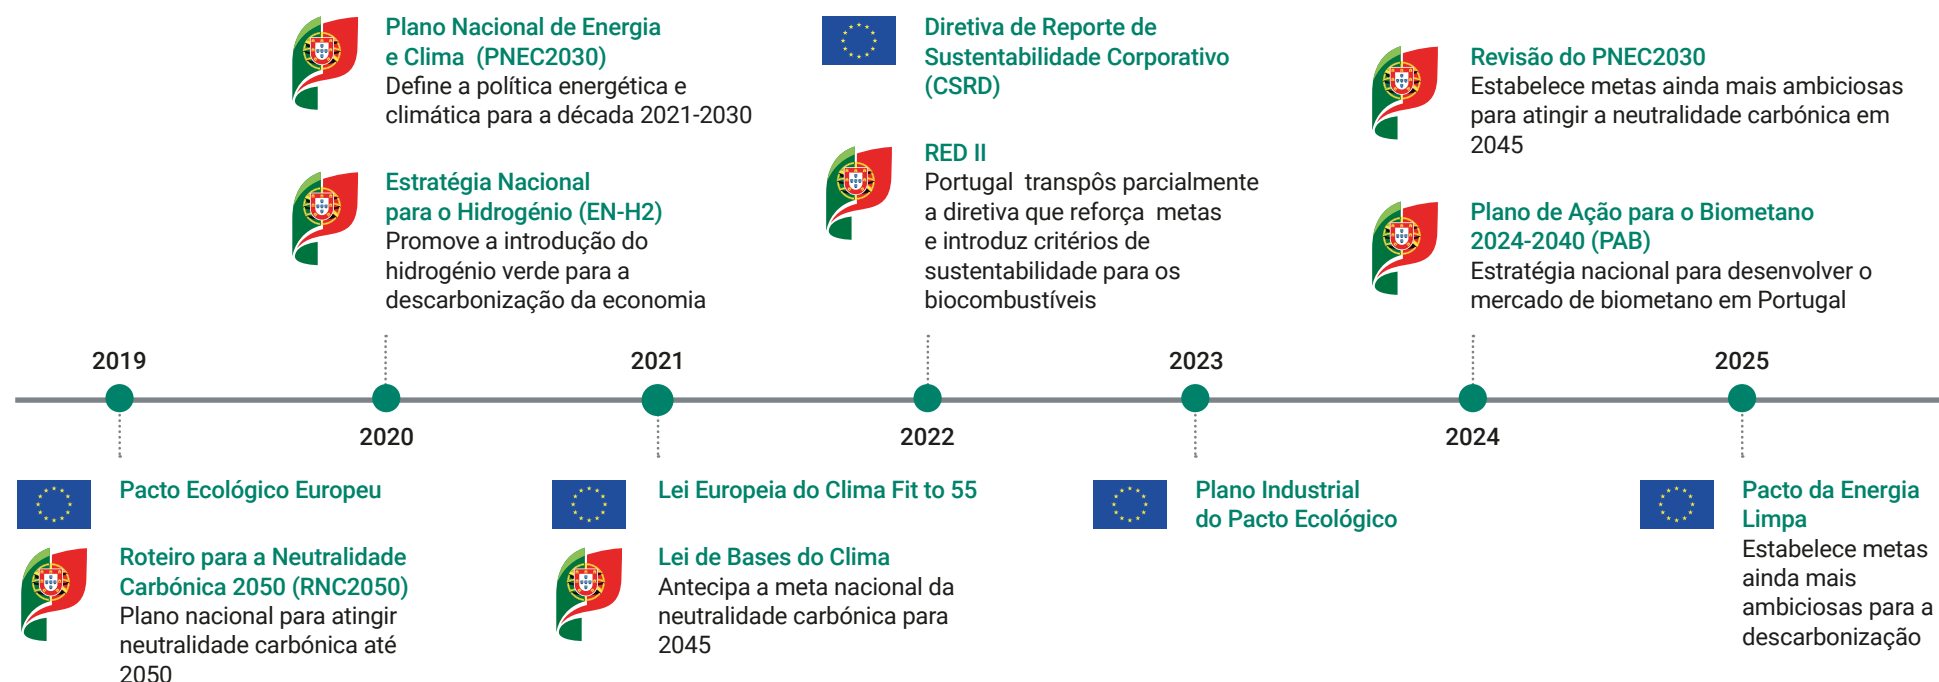 Plano Nacional de Energia
e Clima (PNEC2030)
Define a política energética e
climática para a década 2021-2030
Estratégia Nacional
para o Hidrogénio (EN-H2)
Promove a introdução do
hidrogénio verde para a
descarbonização da economia
Diretiva de Reporte de
Sustentabilidade Corporativo
(CSRD)
RED II
Portugal transpôs parcialmente
a diretiva que reforça metas
e introduz critérios de
sustentabilidade para os
biocombustíveis
Revisão do PNEC2030
Estabelece metas ainda mais ambiciosas
para atingir a neutralidade carbónica em
2045
Plano de Ação para o Biometano
2024-2040 (PAB)
Estratégia nacional para desenvolver o
mercado de biometano em Portugal
2019
2020
2021
2022
2023
2024
2025
Pacto Ecológico Europeu
Roteiro para a Neutralidade
Carbónica 2050 (RNC2050)
Plano nacional para atingir
neutralidade carbónica até
2050
Lei Europeia do Clima Fit to 55
Lei de Bases do Clima
Antecipa a meta nacional da
neutralidade carbónica para
2045
Plano Industrial
do Pacto Ecológico
Pacto da Energia
Limpa
Estabelece metas
ainda mais
ambiciosas para a
descarbonização